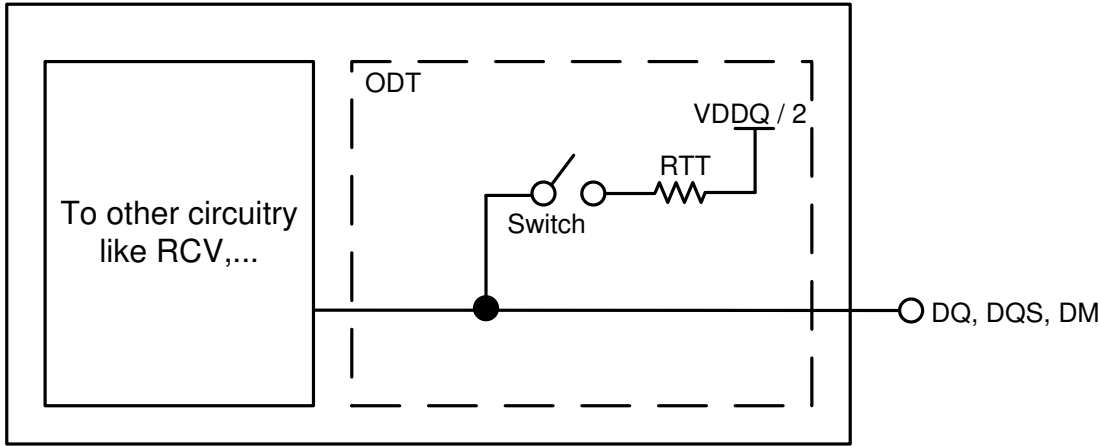 ODT
VDDQ / 2
RTT
Switch
To other circuitry
like RCV,...
DQ, DQS, DM